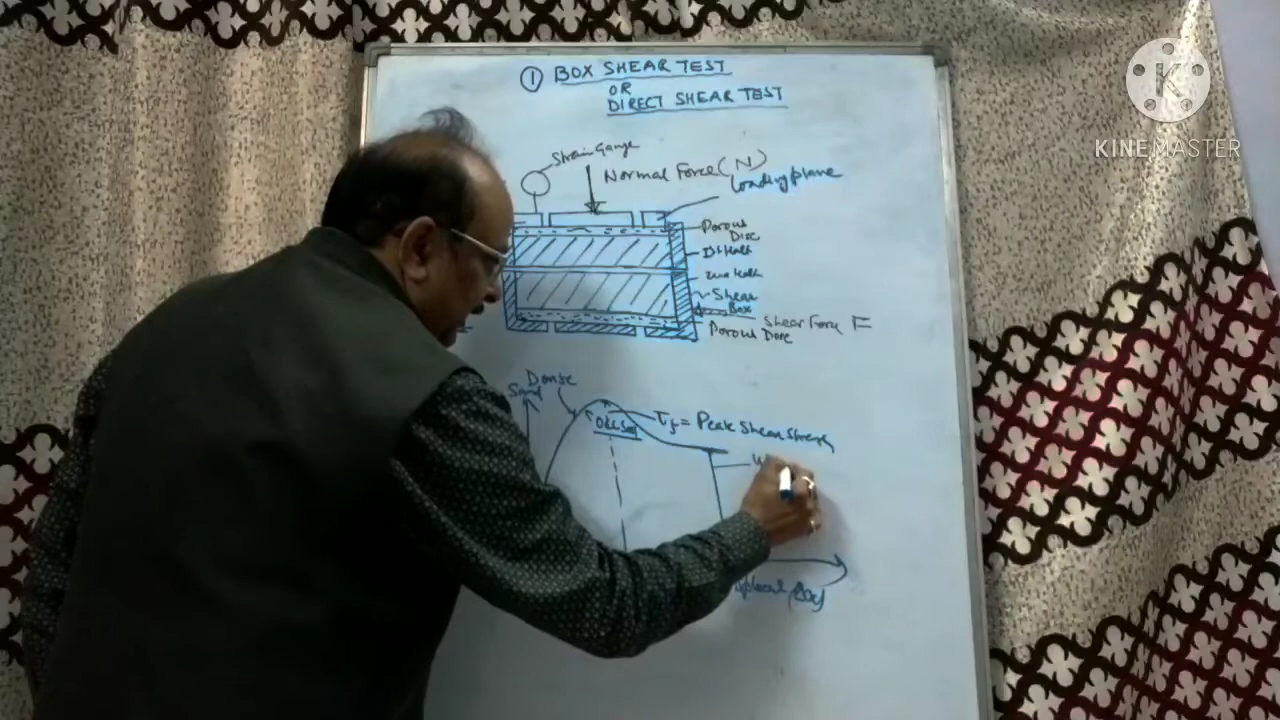 ① BOX SHEAR TEST
OR
DIRECT SHEAR TEST
Strain Gauge
Normal Force (N)
Loading plane
Porous
Disc
Shear
Box
Shear Force F
Porous Disc
Dense
Sand
τf = Peak Shear Stress
K
KINEMASTER